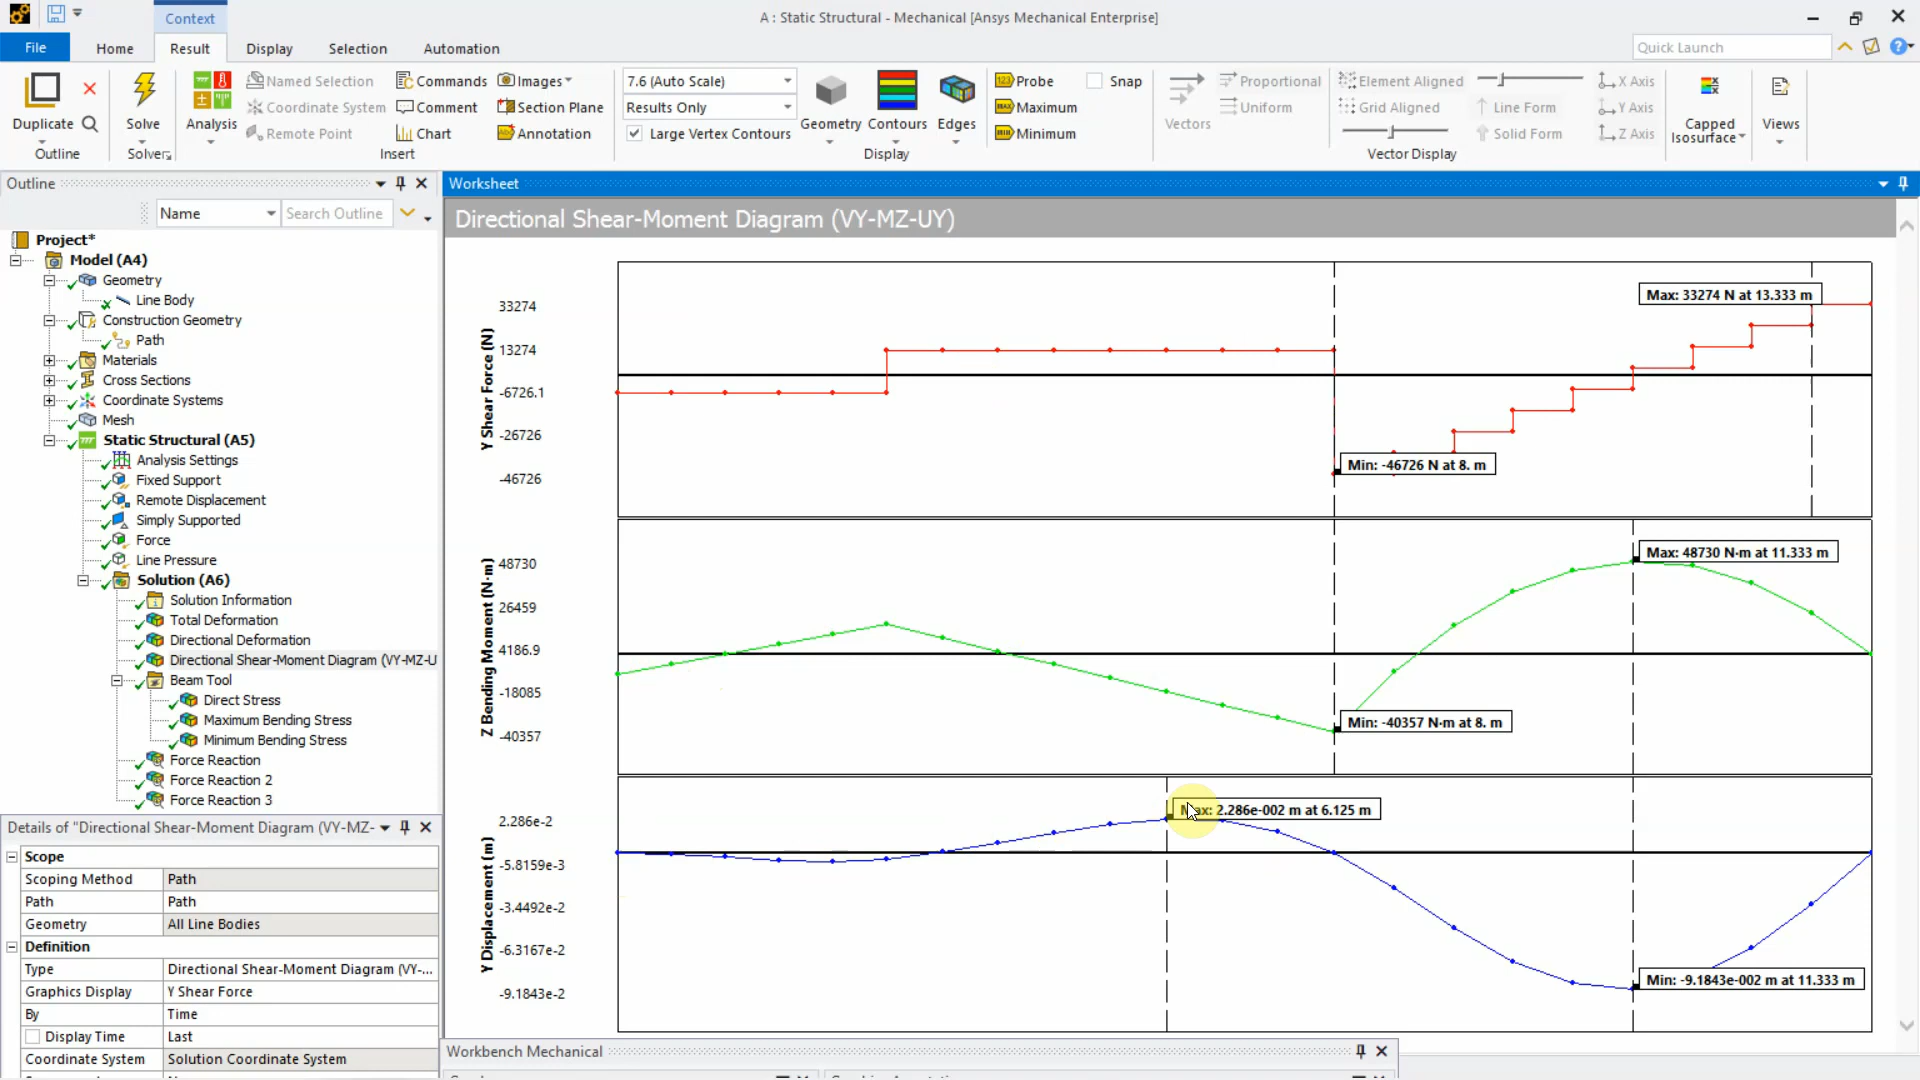 Context
A : Static Structural - Mechanical [Ansys Mechanical Enterprise]
File
Home
Result
Display
Selection
Automation
Quick Launch
Duplicate
Outline
Solve
Solver
Analysis
Named Selection
Coordinate System
Remote Point
Commands
Comment
Chart
Images
Section Plane
Annotation
Insert
7.6 (Auto Scale)
Results Only
Large Vertex Contours
Geometry
Contours
Edges
Display
Probe
Maximum
Minimum
Snap
Vectors
Proportional
Uniform
Element Aligned
Grid Aligned
Line Form
Solid Form
X Axis
Y Axis
Z Axis
Vector Display
Capped
Isosurface
Views
Outline
Name
Search Outline
Project*
Model (A4)
Geometry
Line Body
Construction Geometry
Path
Materials
Cross Sections
Coordinate Systems
Mesh
Static Structural (A5)
Analysis Settings
Fixed Support
Remote Displacement
Simply Supported
Force
Line Pressure
Solution (A6)
Solution Information
Total Deformation
Directional Deformation
Directional Shear-Moment Diagram (VY-MZ-U
Beam Tool
Direct Stress
Maximum Bending Stress
Minimum Bending Stress
Force Reaction
Force Reaction 2
Force Reaction 3
Details of "Directional Shear-Moment Diagram (VY-MZ-
Scope
Scoping Method Path
Path Path
Geometry All Line Bodies
Definition
Type Directional Shear-Moment Diagram (VY-...
Graphics Display Y Shear Force
By Time
Display Time Last
Coordinate System Solution Coordinate System
Worksheet
Directional Shear-Moment Diagram (VY-MZ-UY)
Y Shear Force (N)
33274
13274
-6726.1
-26726
-46726
Max: 33274 N at 13.333 m
Min: -46726 N at 8. m
Z Bending Moment (N·m)
48730
26459
4186.9
-18085
-40357
Max: 48730 N·m at 11.333 m
Min: -40357 N·m at 8. m
Y Displacement (m)
2.286e-2
-5.8159e-3
-3.4492e-2
-6.3167e-2
-9.1843e-2
Max: 2.286e-002 m at 6.125 m
Min: -9.1843e-002 m at 11.333 m
Workbench Mechanical